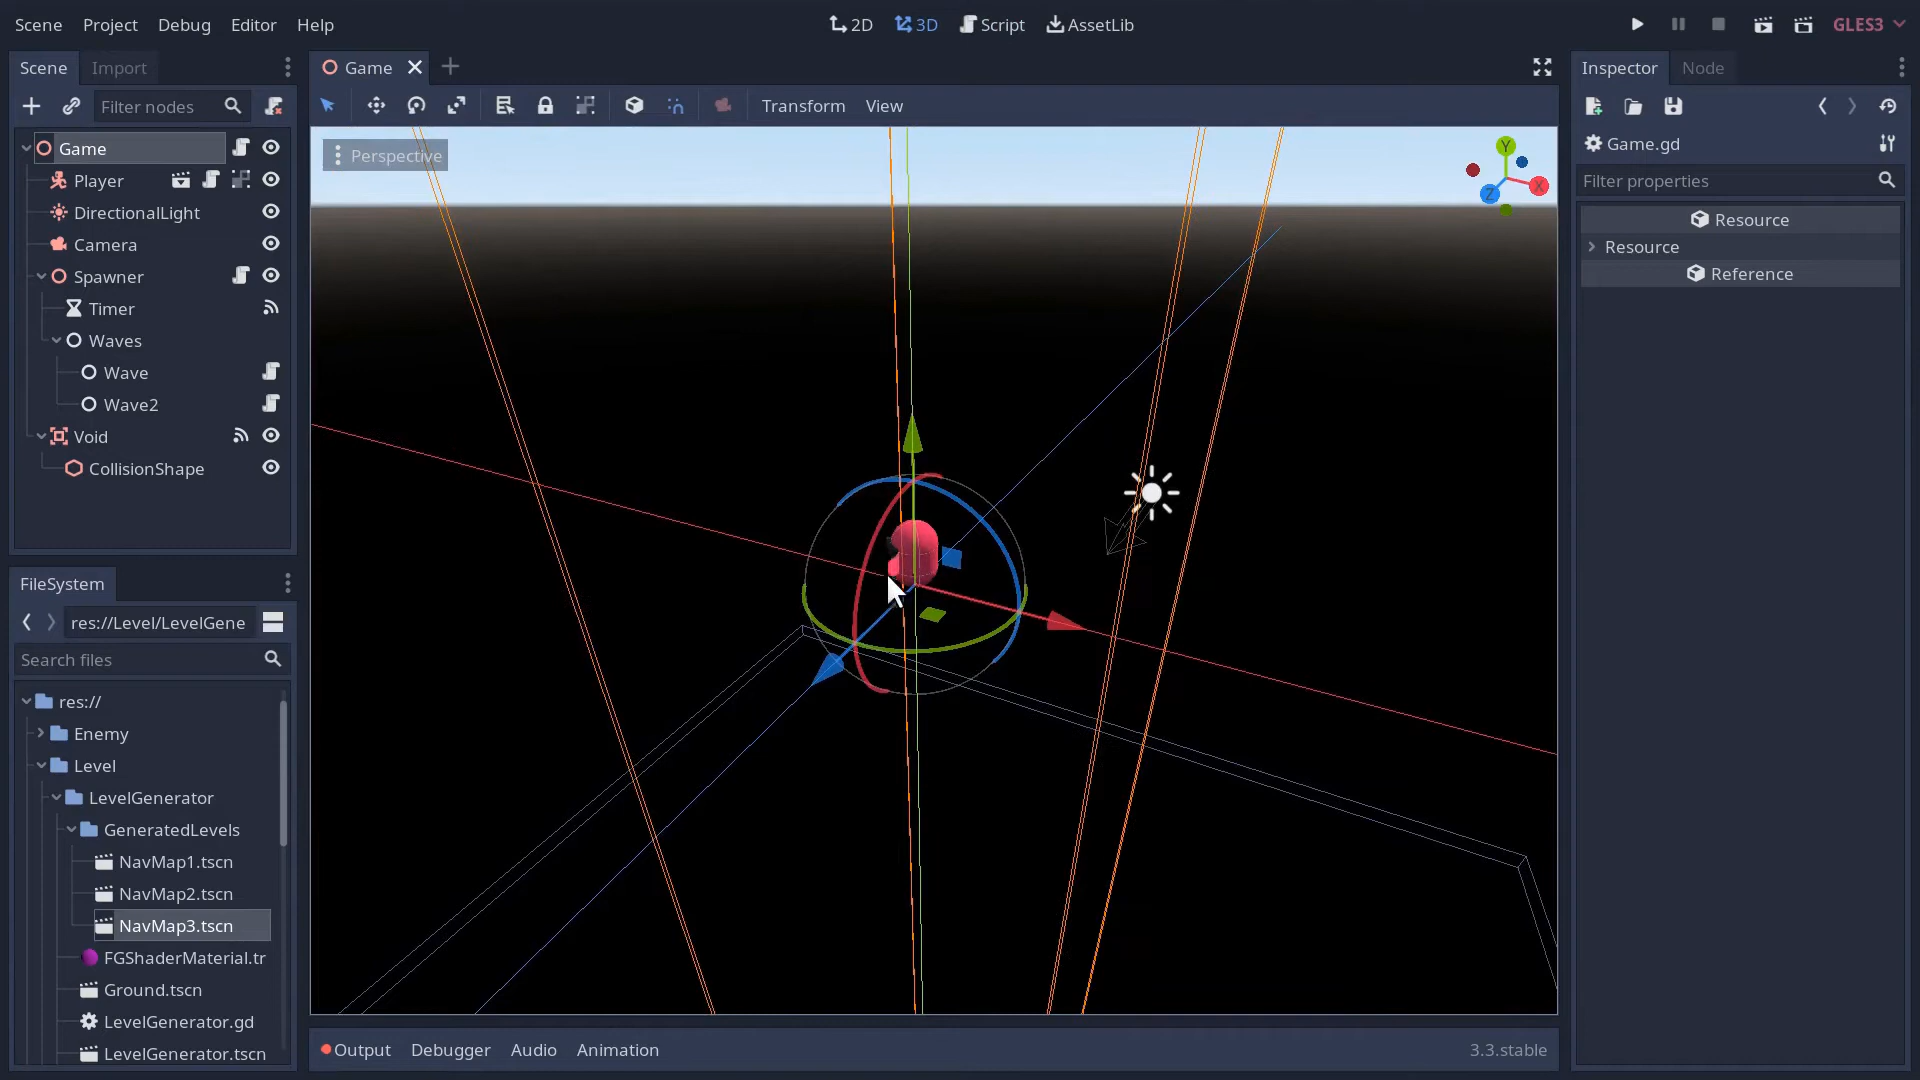 Scene Project Debug Editor Help
2D 3D Script AssetLib
GLES3
Scene Import
Game
Inspector Node
Filter nodes
Transform View
Game
Player
DirectionalLight
Camera
Spawner
Timer
Waves
Wave
Wave2
Void
CollisionShape
Perspective
Y
X
Z
Game.gd
Filter properties
Resource
Resource
Reference
FileSystem
res://Level/LevelGene
Search files
res://
Enemy
Level
LevelGenerator
GeneratedLevels
NavMap1.tscn
NavMap2.tscn
NavMap3.tscn
FGShaderMaterial.tr
Ground.tscn
LevelGenerator.gd
LevelGenerator.tscn
Output Debugger Audio Animation
3.3.stable